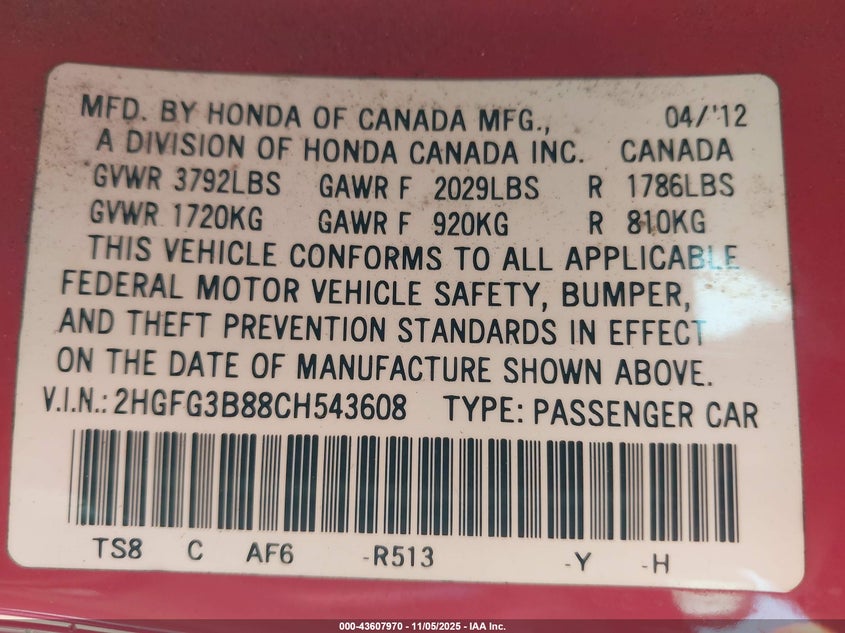 MFD. BY HONDA OF CANADA MFG., 04/'12
A DIVISION OF HONDA CANADA INC. CANADA
GVWR 3792LBS GAWR F 2029LBS R 1786LBS
GVWR 1720KG GAWR F 920KG R 810KG
THIS VEHICLE CONFORMS TO ALL APPLICABLE
FEDERAL MOTOR VEHICLE SAFETY, BUMPER,
AND THEFT PREVENTION STANDARDS IN EFFECT
ON THE DATE OF MANUFACTURE SHOWN ABOVE.
V.I.N.: 2HGFG3B88CH543608 TYPE: PASSENGER CAR
TS8 C AF6 -R513 -Y -H
000-43607970 - 11/05/2025 - IAA Inc.